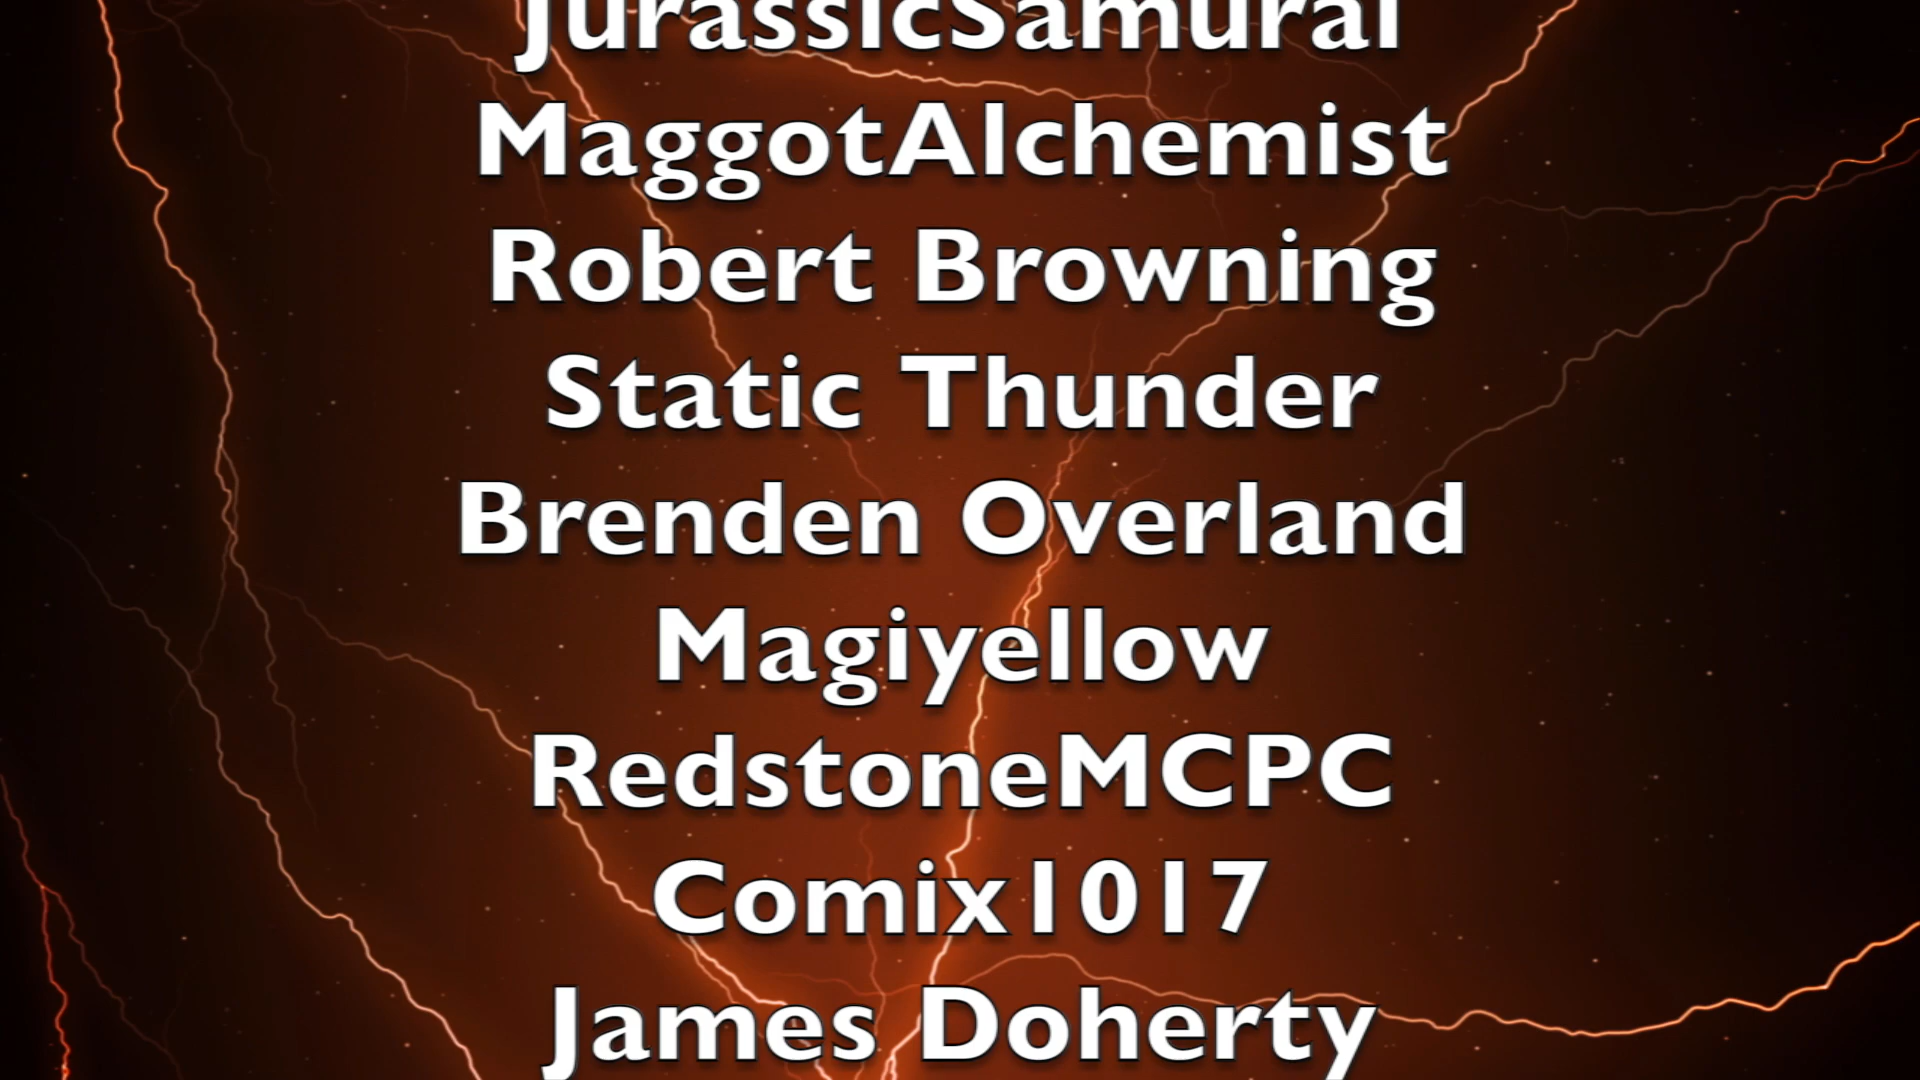 JurassicSamurai
MaggotAlchemist
Robert Browning
Static Thunder
Brenden Overland
Magiyellow
RedstoneMCPC
Comix1017
James Doherty